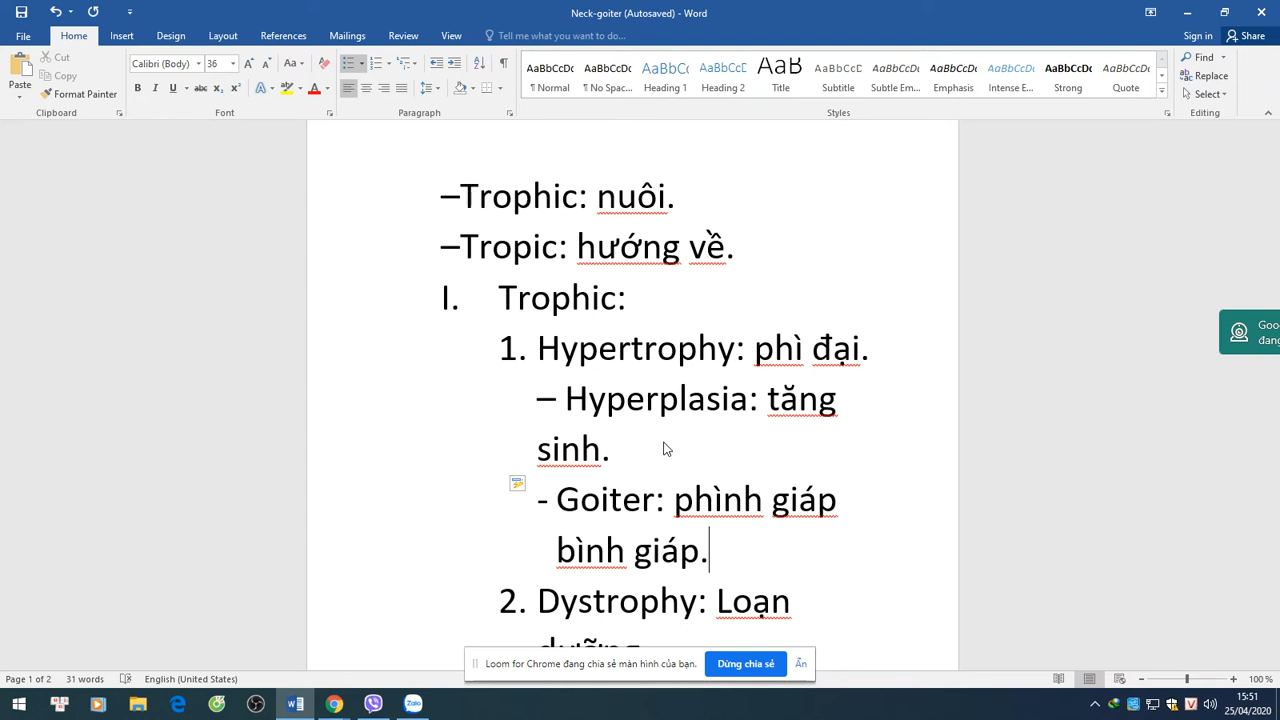 Neck-goiter (Autosaved) - Word
File Home Insert Design Layout References Mailings Review View Tell me what you want to do... Sign in Share
Cut
Copy
Format Painter
Paste
Calibri (Body) 36
AaBbCcDc AaBbCcDc AaBbCc AaBbCcD AaB AaBbCcD AaBbCcDc AaBbCcDc AaBbCcDc AaBbCcDc AaBbCcDc
¶ Normal ¶ No Spac... Heading 1 Heading 2 Title Subtitle Subtle Em... Emphasis Intense E... Strong Quote
Find
Replace
Select
Clipboard Font Paragraph Styles Editing
–Trophic: nuôi.
–Tropic: hướng về.
I. Trophic:
1. Hypertrophy: phì đại.
– Hyperplasia: tăng
sinh.
- Goiter: phình giáp
bình giáp.
2. Dystrophy: Loạn
dưỡng
Goo
dang
Loom for Chrome đang chia sẻ màn hình của bạn. Dừng chia sẻ Ẩn
Page 1 of 2 31 words English (United States) 100 %
Zalo
15:51
25/04/2020